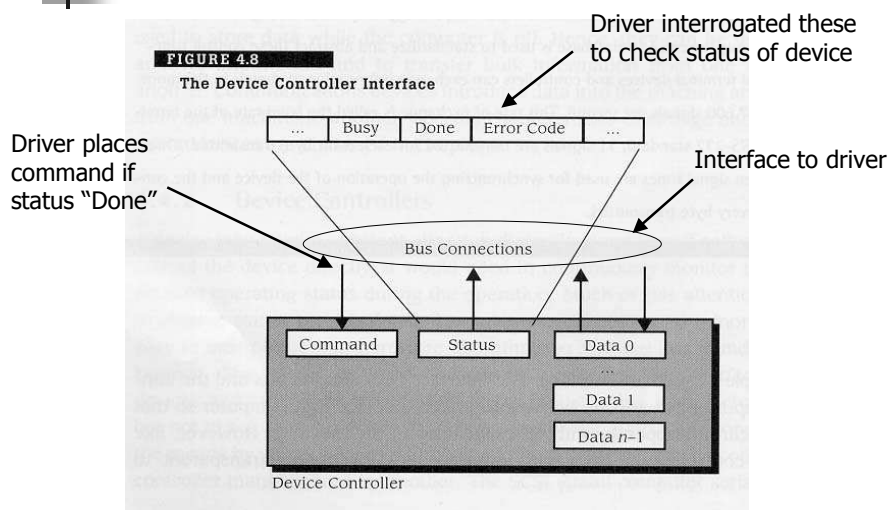 Driver interrogated these
to check status of device
FIGURE 4.8
The Device Controller Interface
... Busy Done Error Code ...
Driver places
command if
status “Done”
Interface to driver
Bus Connections
Command Status Data 0
...
Data 1
Data n–1
Device Controller